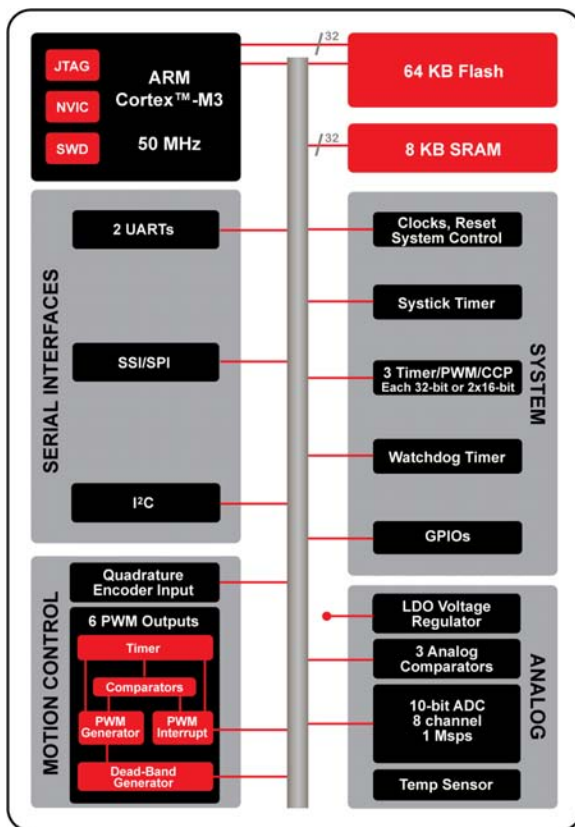 JTAG
NVIC
SWD
ARM
Cortex™-M3
50 MHz
32
64 KB Flash
32
8 KB SRAM
SERIAL INTERFACES
2 UARTs
SSI/SPI
I²C
SYSTEM
Clocks, Reset
System Control
Systick Timer
3 Timer/PWM/CCP
Each 32-bit or 2x16-bit
Watchdog Timer
GPIOs
MOTION CONTROL
Quadrature
Encoder Input
6 PWM Outputs
Timer
Comparators
PWM
Generator
PWM
Interrupt
Dead-Band
Generator
ANALOG
LDO Voltage
Regulator
3 Analog
Comparators
10-bit ADC
8 channel
1 Msps
Temp Sensor